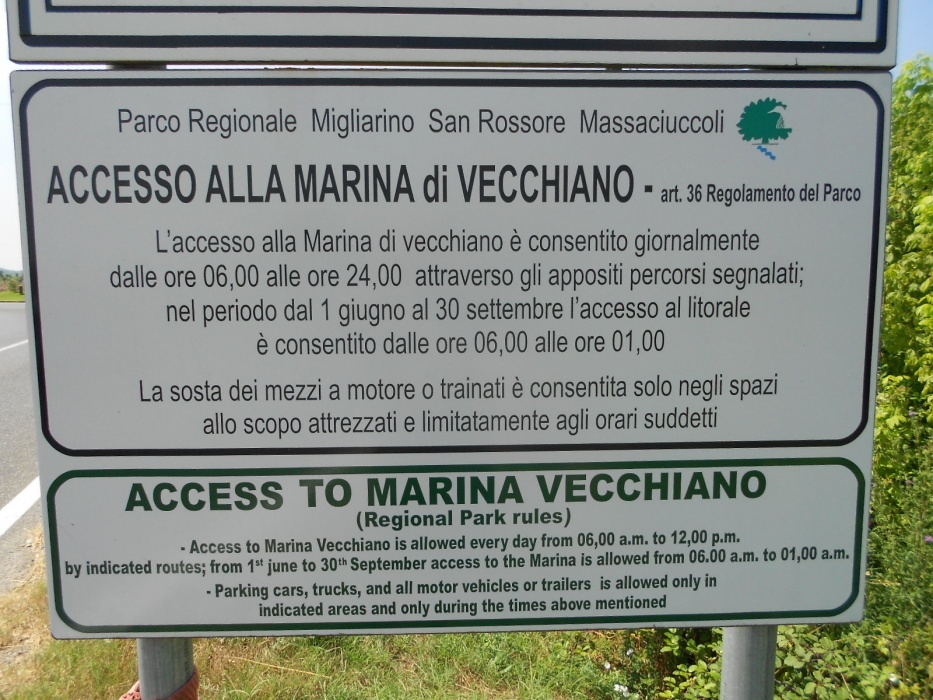 Parco Regionale Migliarino San Rossore Massaciuccoli
ACCESSO ALLA MARINA di VECCHIANO - art. 36 Regolamento del Parco
L'accesso alla Marina di vecchiano è consentito giornalmente
dalle ore 06,00 alle ore 24,00 attraverso gli appositi percorsi segnalati;
nel periodo dal 1 giugno al 30 settembre l'accesso al litorale
è consentito dalle ore 06,00 alle ore 01,00
La sosta dei mezzi a motore o trainati è consentita solo negli spazi
allo scopo attrezzati e limitatamente agli orari suddetti
ACCESS TO MARINA VECCHIANO
(Regional Park rules)
- Access to Marina Vecchiano is allowed every day from 06,00 a.m. to 12,00 p.m.
by indicated routes; from 1st june to 30th September access to the Marina is allowed from 06.00 a.m. to 01,00 a.m.
- Parking cars, trucks, and all motor vehicles or trailers is allowed only in
indicated areas and only during the times above mentioned